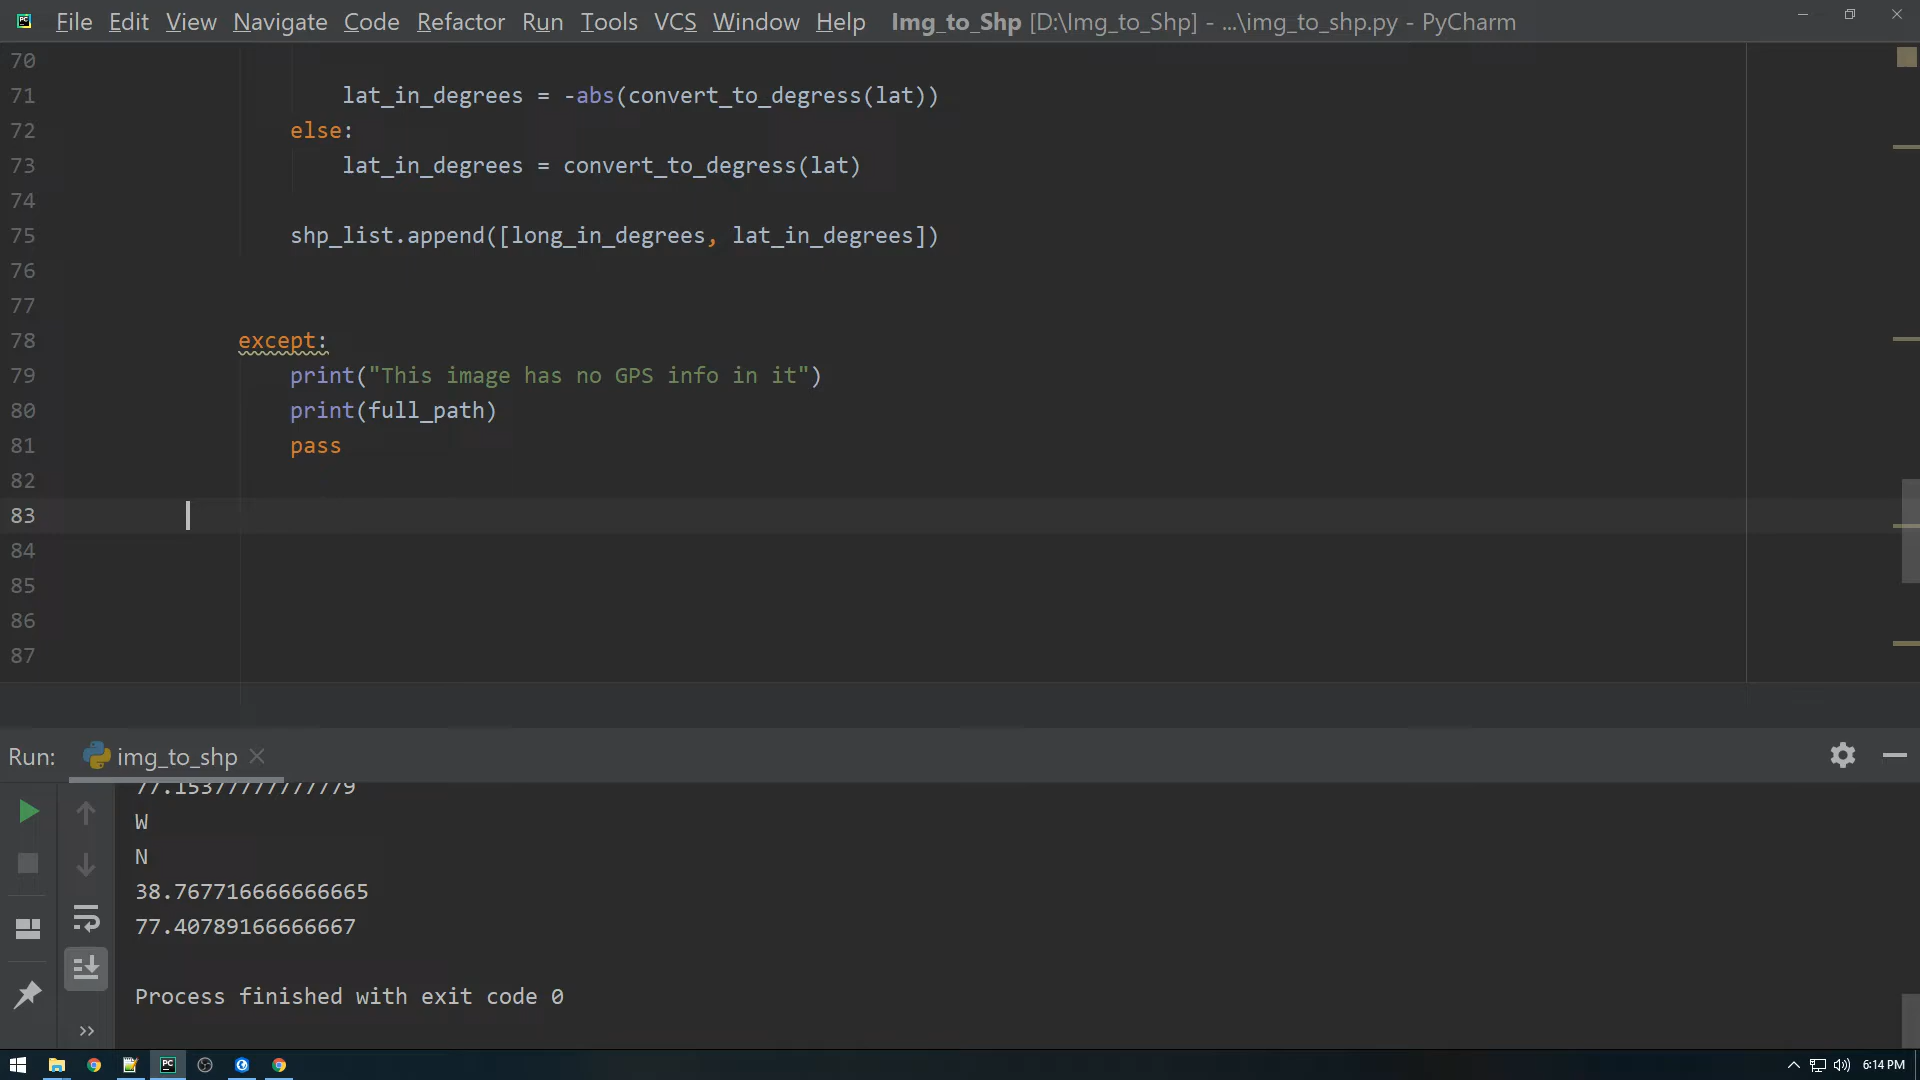 File Edit View Navigate Code Refactor Run Tools VCS Window Help Img_to_Shp [D:\Img_to_Shp] - ...\img_to_shp.py - PyCharm
70
71 lat_in_degrees = -abs(convert_to_degress(lat))
72 else:
73 lat_in_degrees = convert_to_degress(lat)
74
75 shp_list.append([long_in_degrees, lat_in_degrees])
76
77
78 except:
79 print("This image has no GPS info in it")
80 print(full_path)
81 pass
82
83
84
85
86
87
Run: img_to_shp
77.15377777777779
W
N
38.767716666666665
77.40789166666667
Process finished with exit code 0
6:14 PM